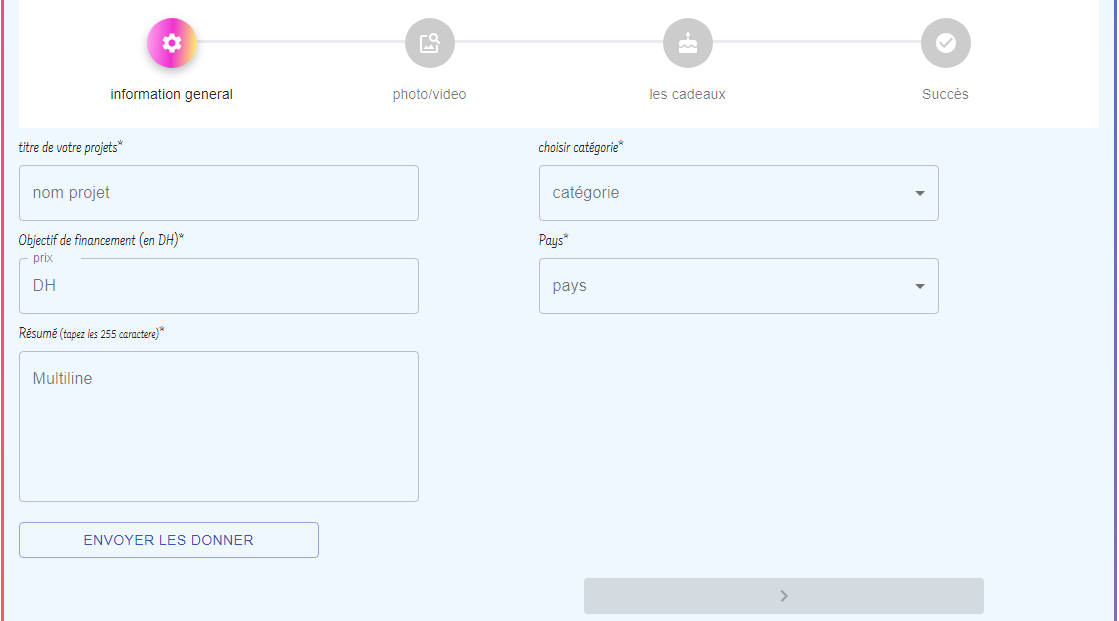 information general
photo/video
les cadeaux
Succès
titre de votre projets*
choisir catégorie*
nom projet
catégorie
Objectif de financement (en DH)*
Pays*
prix
DH
pays
Résumé (tapez les 255 caractere)*
Multiline
ENVOYER LES DONNER